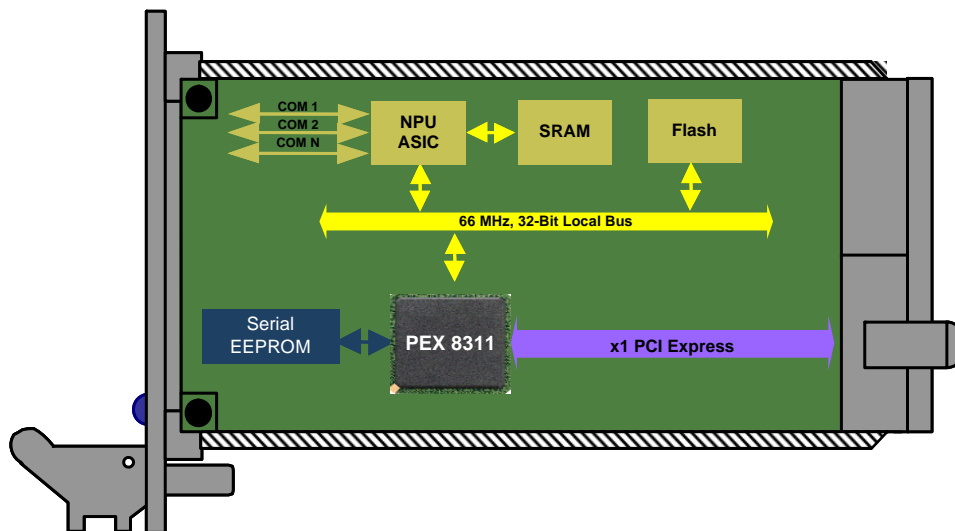 COM 1
COM 2
COM N
NPU
ASIC
SRAM
Flash
66 MHz, 32-Bit Local Bus
Serial
EEPROM
PEX 8311
x1 PCI Express